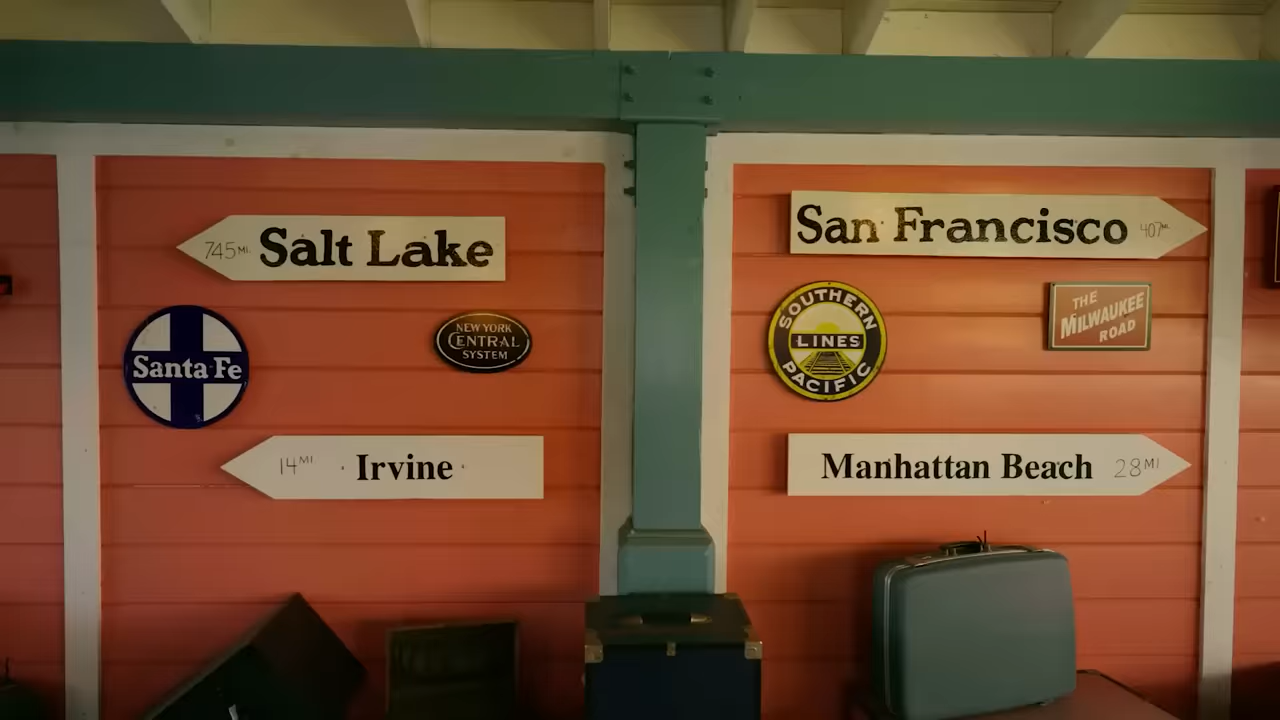 745 MI.
Salt Lake
Santa Fe
NEW YORK
CENTRAL
SYSTEM
14 MI
Irvine
San Francisco
407 MI.
SOUTHERN
LINES
PACIFIC
THE
MILWAUKEE
ROAD
Manhattan Beach
28 MI